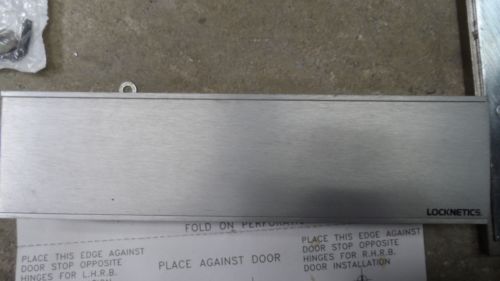 LOCKNETICS
FOLD ON PERFORA
PLACE THIS EDGE AGAINST
DOOR STOP OPPOSITE
HINGES FOR L.H.R.B.
PLACE AGAINST DOOR
PLACE THIS EDGE AGAINST
DOOR STOP OPPOSITE
HINGES FOR R.H.R.B.
DOOR INSTALLATION